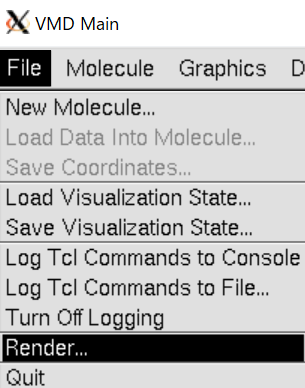 VMD Main
File Molecule Graphics D
New Molecule...
Load Data Into Molecule...
Save Coordinates...
Load Visualization State...
Save Visualization State...
Log Tcl Commands to Console
Log Tcl Commands to File...
Turn Off Logging
Render...
Quit